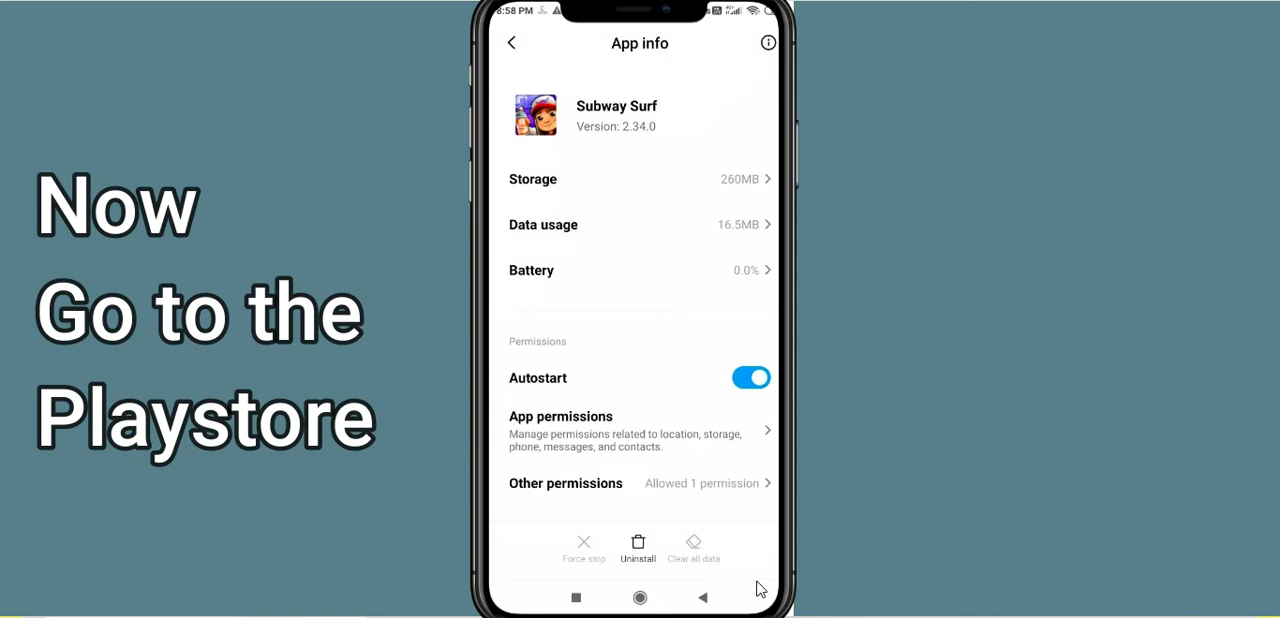 Now
Go to the
Playstore
8:58 PM
App info
Subway Surf
Version: 2.34.0
Storage 260MB
Data usage 16.5MB
Battery 0.0%
Permissions
Autostart
App permissions
Manage permissions related to location, storage,
phone, messages, and contacts.
Other permissions Allowed 1 permission
Force stop Uninstall Clear all data